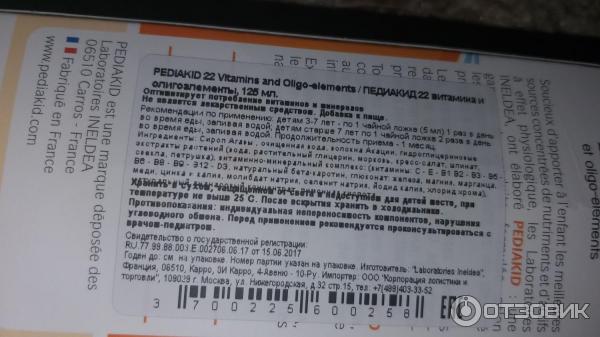 PEDIAKID 22 Vitamins and Oligo-elements / ПЕДИАКИД 22 витамина и
олигоэлементы, 125 мл.
Оптимизирует потребление витаминов и минералов
Не является лекарственным средством. Добавка к пище.
Рекомендации по применению: детям 3-7 лет - по 1 чайной ложка (5 мл) 1 раз в день
во время еды, запивая водой; детям старше 7 лет по 1 чайной ложке 2 раза в день
во время еды, запивая водой. Продолжительность приема - 1 месяц.
Ингредиенты: Сироп Агавы, очищенная вода, волокна Акации, гидроглицериновые
экстракты растений (вода, растительный глицерин, морковь, кресс-салат, шпинат,
свекла, петрушка), витаминно-минеральный комплекс: (витамины: C - E - B1 - B2 - B3 - B5 -
B6 - B8 - B9 - B12 - D3, натуральный бета-каротин, глюконат: железа, магния, марганца,
меди, цинка и калия, молибдат натрия, селенит натрия, йодид калия, хлорид хрома),
Хранить в сухом, защищенном и недоступном для детей месте, при
температуре не выше 25 С. После вскрытия хранить в холодильнике.
Противопоказания: индивидуальная непереносимость компонентов, нарушения
углеводного обмена. Перед применением рекомендуется проконсультироваться с
врачом-педиатром.
Свидетельство о государственной регистрации:
RU.77.99.88.003.E.002706.06.17 от 15.06.2017
Годен до: см. на упаковке. Номер партии указан на упаковке. Изготовитель: "Laboratoires Ineldea",
Франция, 06510, Карро, ЗИ Карро, 4-Авеню - 10-Ру. Импортер: ООО "Корпорация логистики и
торговли", 109029 г. Москва, ул. Нижегородская, д.32 стр.15, тел. +7(499)403-33-52
3 700225 600258
EAC
PEDIAKID est une marque déposée des
Laboratoires INELDEA
06510 Carros - France
Fabriqué en France
pediakid.com
Soucieux d'apporter à l'enfant les meilleures
sources concentrées de nutriments et d'actifs
à effet physiologique, les Laboratoires
INELDEA ont élaboré PEDIAKID
et oligo-éléments
ОТЗОВИК